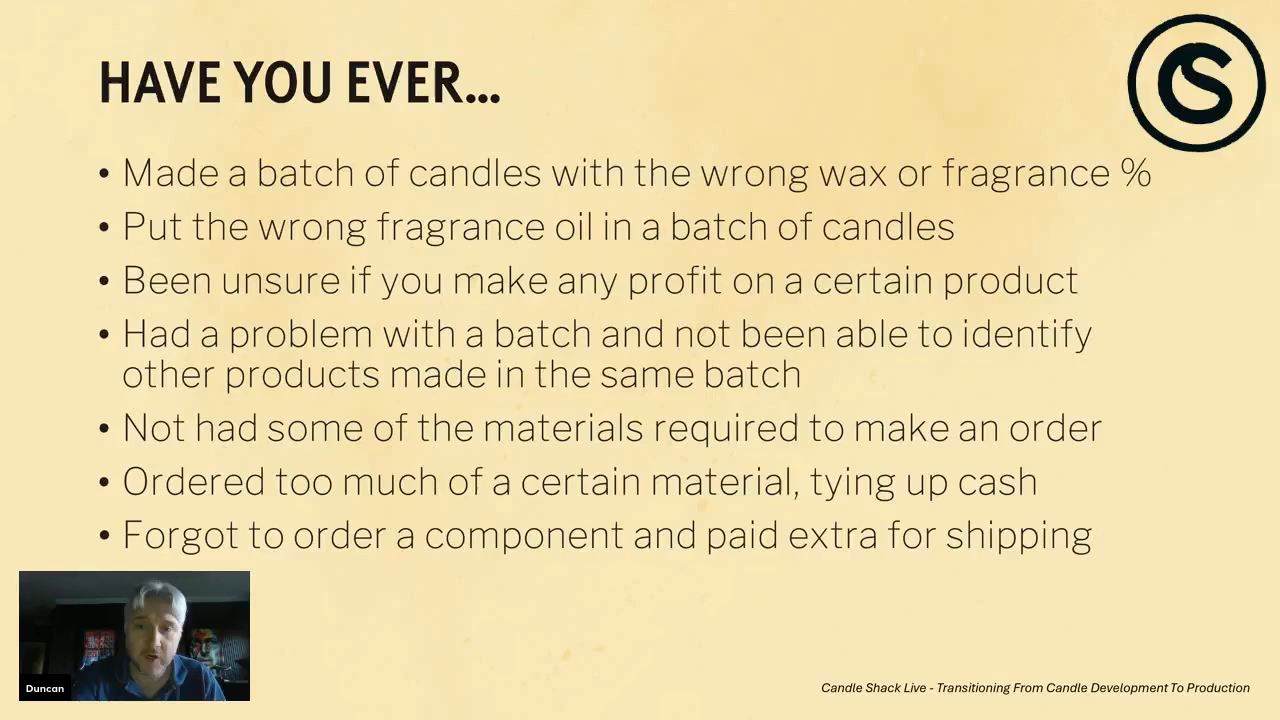 HAVE YOU EVER...
• Made a batch of candles with the wrong wax or fragrance %
• Put the wrong fragrance oil in a batch of candles
• Been unsure if you make any profit on a certain product
• Had a problem with a batch and not been able to identify
other products made in the same batch
• Not had some of the materials required to make an order
• Ordered too much of a certain material, tying up cash
• Forgot to order a component and paid extra for shipping
Duncan
Candle Shack Live - Transitioning From Candle Development To Production
CS